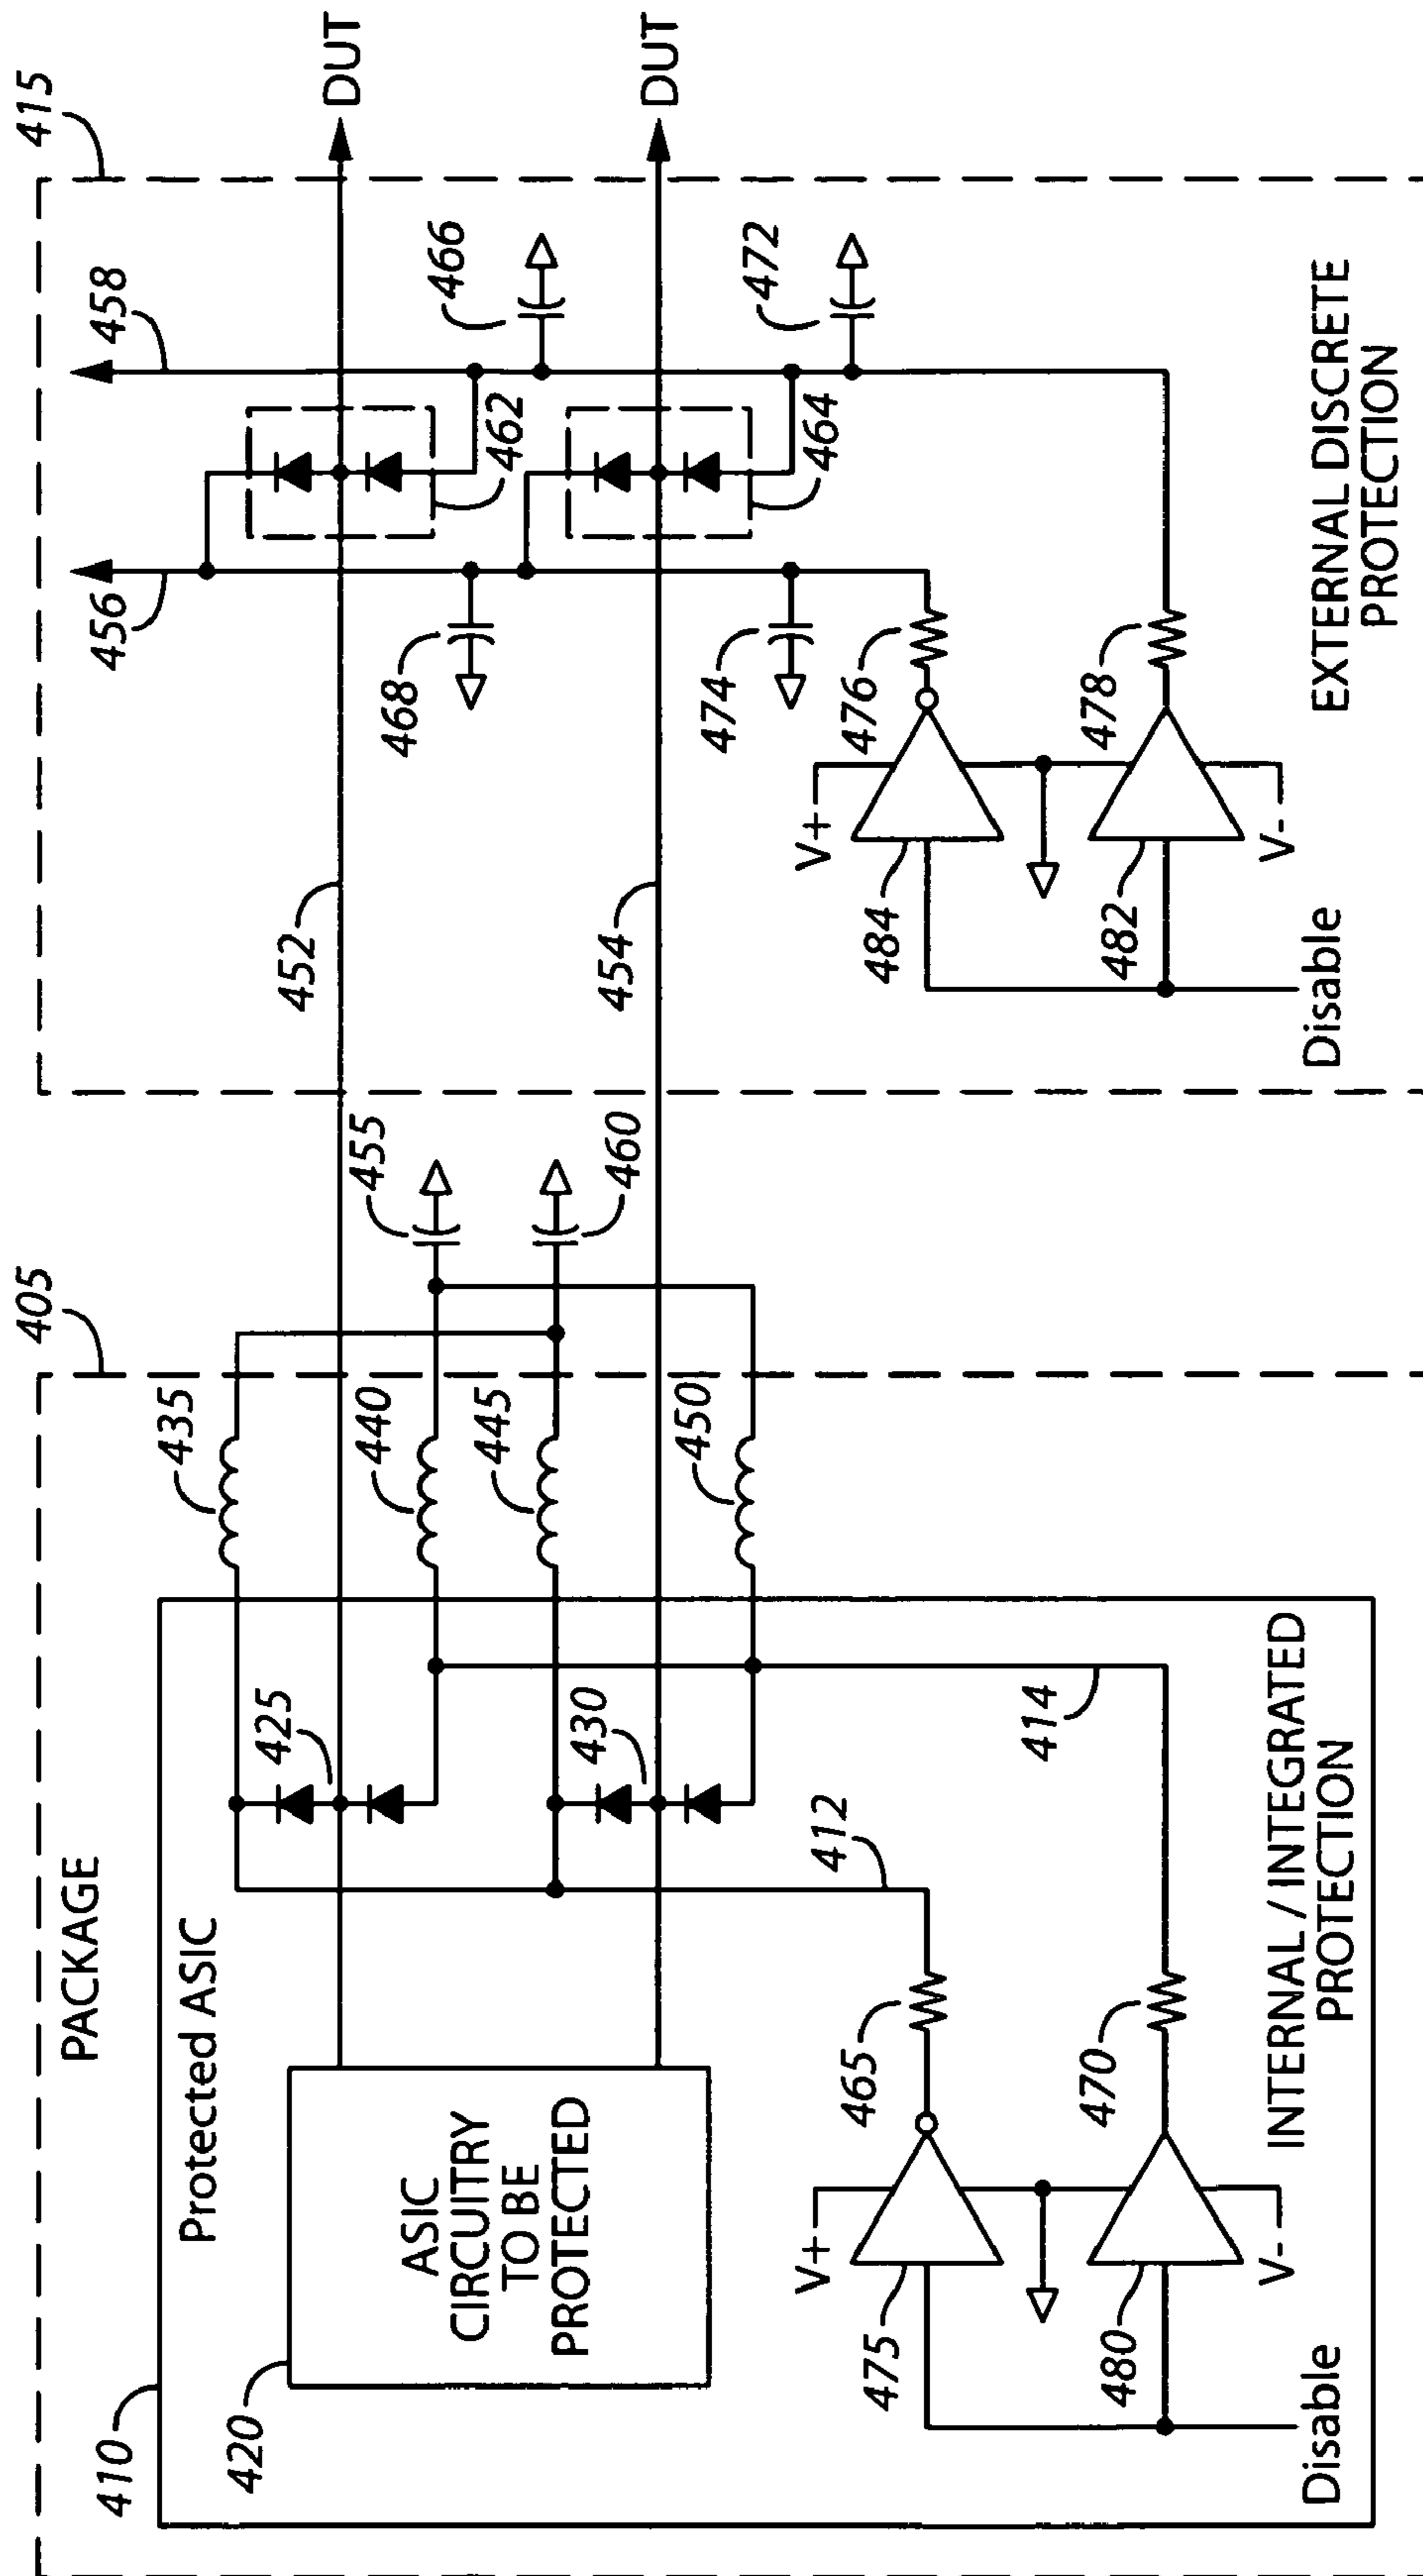 PACKAGE
405
410
Protected ASIC
420
ASIC
CIRCUITRY
TO BE
PROTECTED
425
430
435
440
445
450
455
460
412
414
465
470
475
480
V+
V-
Disable
INTERNAL / INTEGRATED
PROTECTION
415
452
454
456
458
462
464
466
468
472
474
476
478
484
482
V+
V-
Disable
DUT
DUT
EXTERNAL DISCRETE
PROTECTION